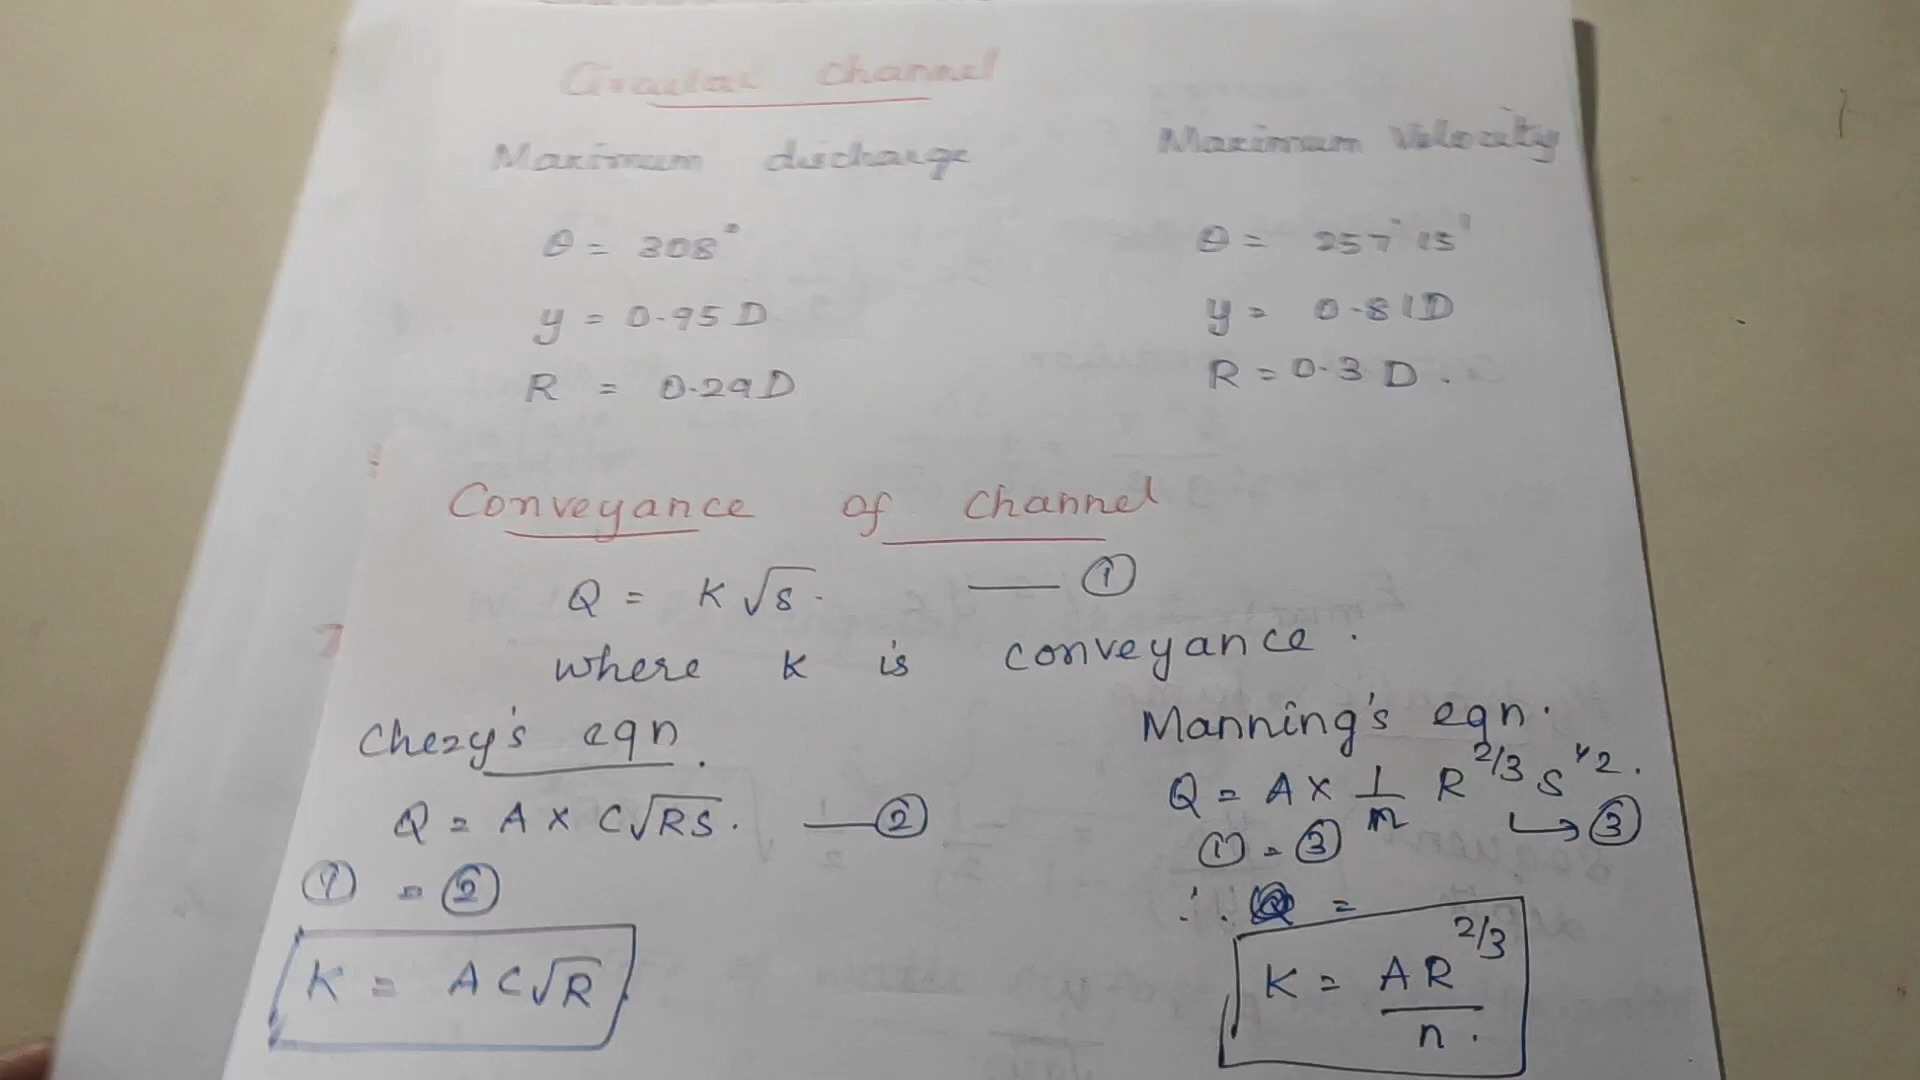 Circular channel
Maximum discharge
Maximum Velocity
θ = 308°
θ = 257° 15'
y = 0.95 D
y = 0.81D
R = 0.29D
R = 0.3 D.
Conveyance of channel
Q = K √S. — ①
where K is conveyance.
Chezy's eqn.
Q = A × C√RS. — ②
① = ②
K = A C√R
Manning's eqn.
Q = A × 1/n R^2/3 S^1/2.
↳ ③
① = ③
∴ =
K = AR^2/3 / n.